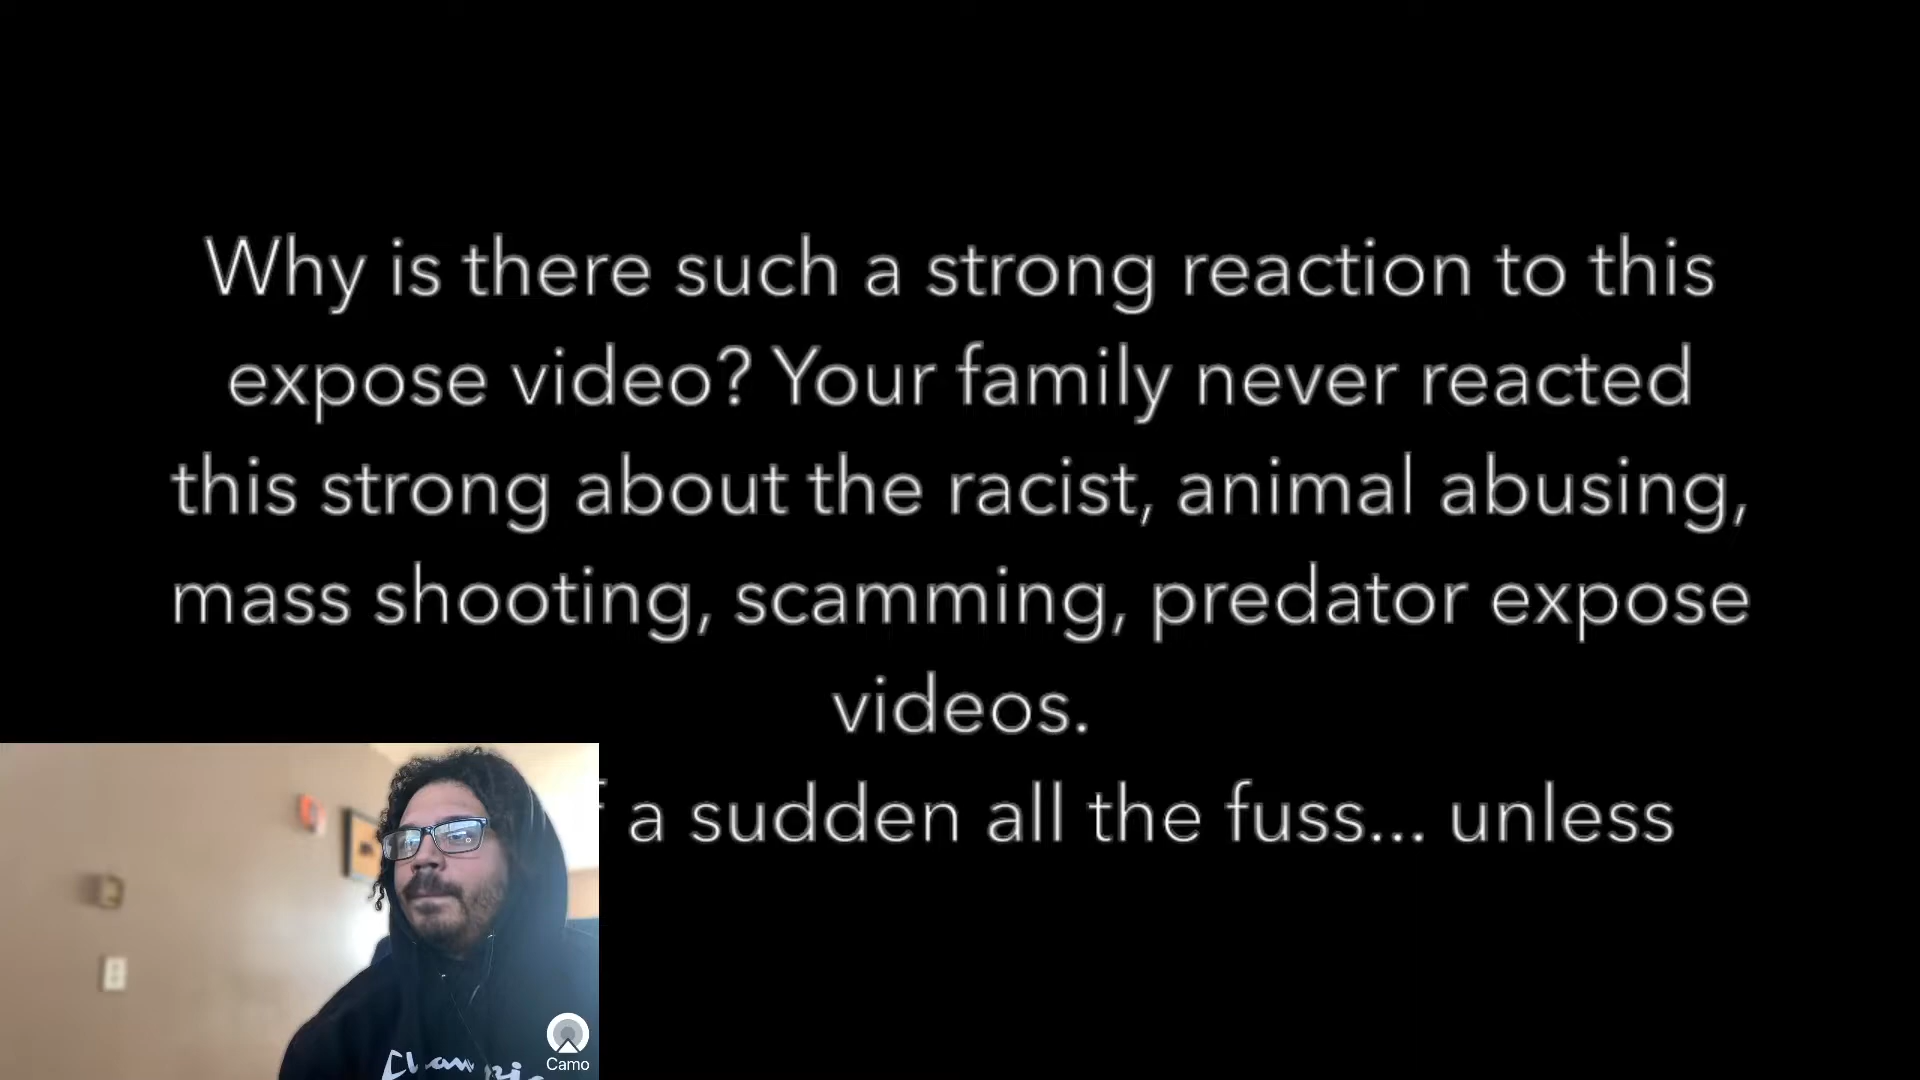 Why is there such a strong reaction to this
expose video? Your family never reacted
this strong about the racist, animal abusing,
mass shooting, scamming, predator expose
videos.
a sudden all the fuss... unless
Camo